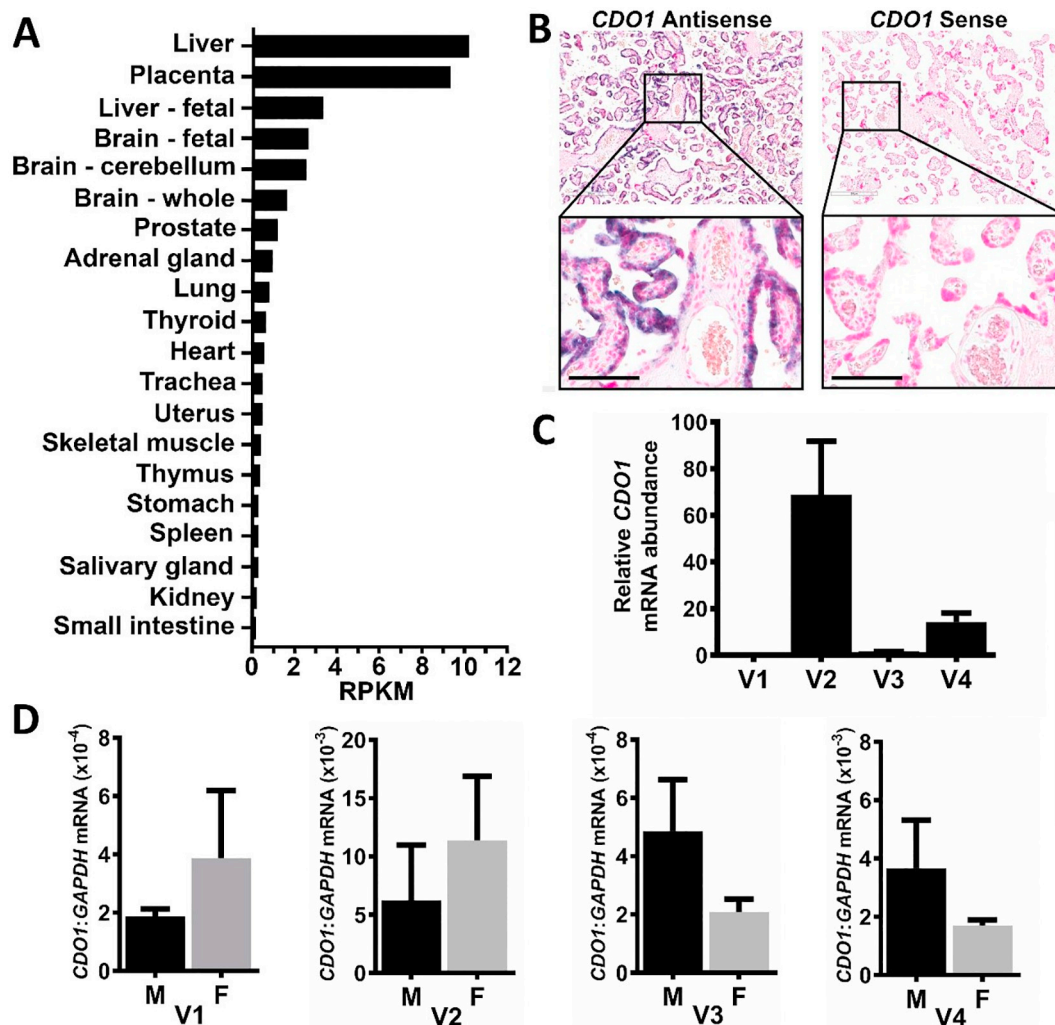 A
Liver
Placenta
Liver - fetal
Brain - fetal
Brain - cerebellum
Brain - whole
Prostate
Adrenal gland
Lung
Thyroid
Heart
Trachea
Uterus
Skeletal muscle
Thymus
Stomach
Spleen
Salivary gland
Kidney
Small intestine
0 2 4 6 8 10 12
RPKM
B
CDO1 Antisense
CDO1 Sense
C
Relative CDO1
mRNA abundance
100
80
60
40
20
0
V1 V2 V3 V4
D
CDO1:GAPDH mRNA (x10⁻⁴)
8
6
4
2
0
M F
V1
CDO1:GAPDH mRNA (x10⁻³)
20
15
10
5
0
M F
V2
CDO1:GAPDH mRNA (x10⁻⁴)
8
6
4
2
0
M F
V3
CDO1:GAPDH mRNA (x10⁻³)
8
6
4
2
0
M F
V4